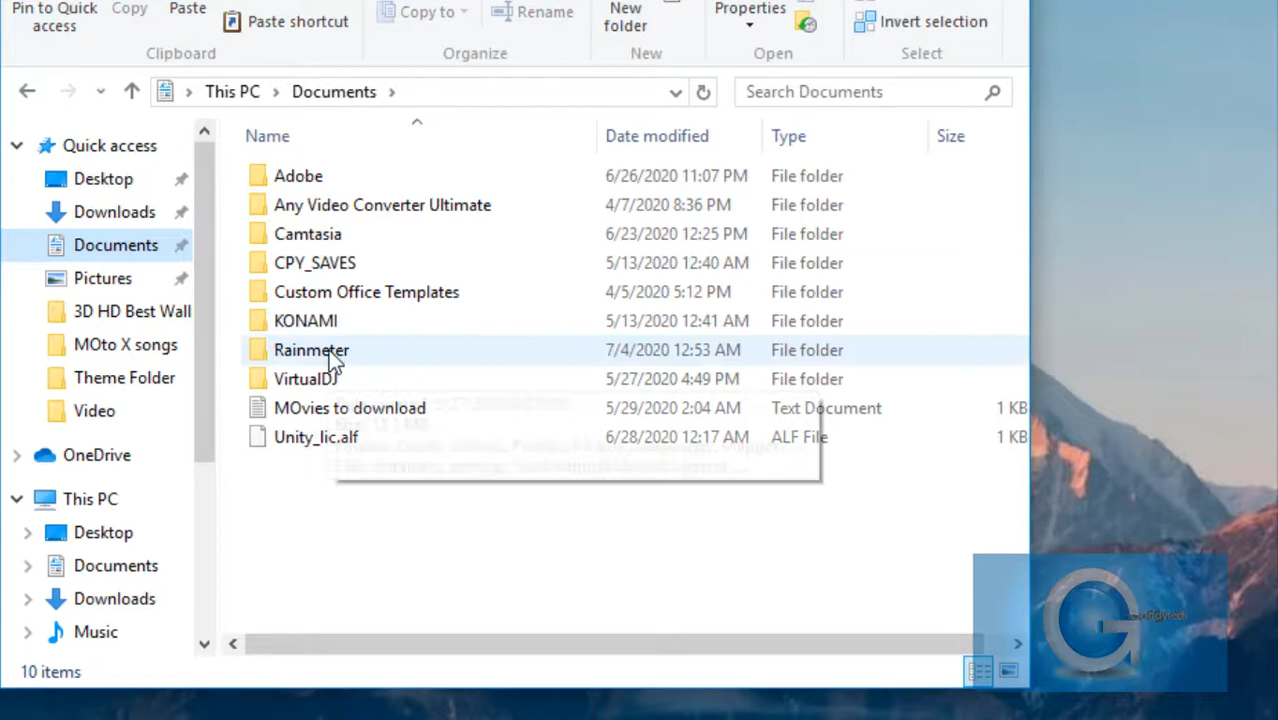 Pin to Quick access
Copy
Paste
Paste shortcut
Clipboard
Copy to
Rename
Organize
New folder
New
Properties
Open
Invert selection
Select
This PC
Documents
Search Documents
Quick access
Desktop
Downloads
Documents
Pictures
3D HD Best Wall
MOto X songs
Theme Folder
Video
OneDrive
This PC
Desktop
Documents
Downloads
Music
Name Date modified Type Size
Adobe 6/26/2020 11:07 PM File folder
Any Video Converter Ultimate 4/7/2020 8:36 PM File folder
Camtasia 6/23/2020 12:25 PM File folder
CPY_SAVES 5/13/2020 12:40 AM File folder
Custom Office Templates 4/5/2020 5:12 PM File folder
KONAMI 5/13/2020 12:41 AM File folder
Rainmeter 7/4/2020 12:53 AM File folder
VirtualDJ 5/27/2020 4:49 PM File folder
MOvies to download 5/29/2020 2:04 AM Text Document 1 KB
Unity_lic.alf 6/28/2020 12:17 AM ALF File 1 KB
10 items